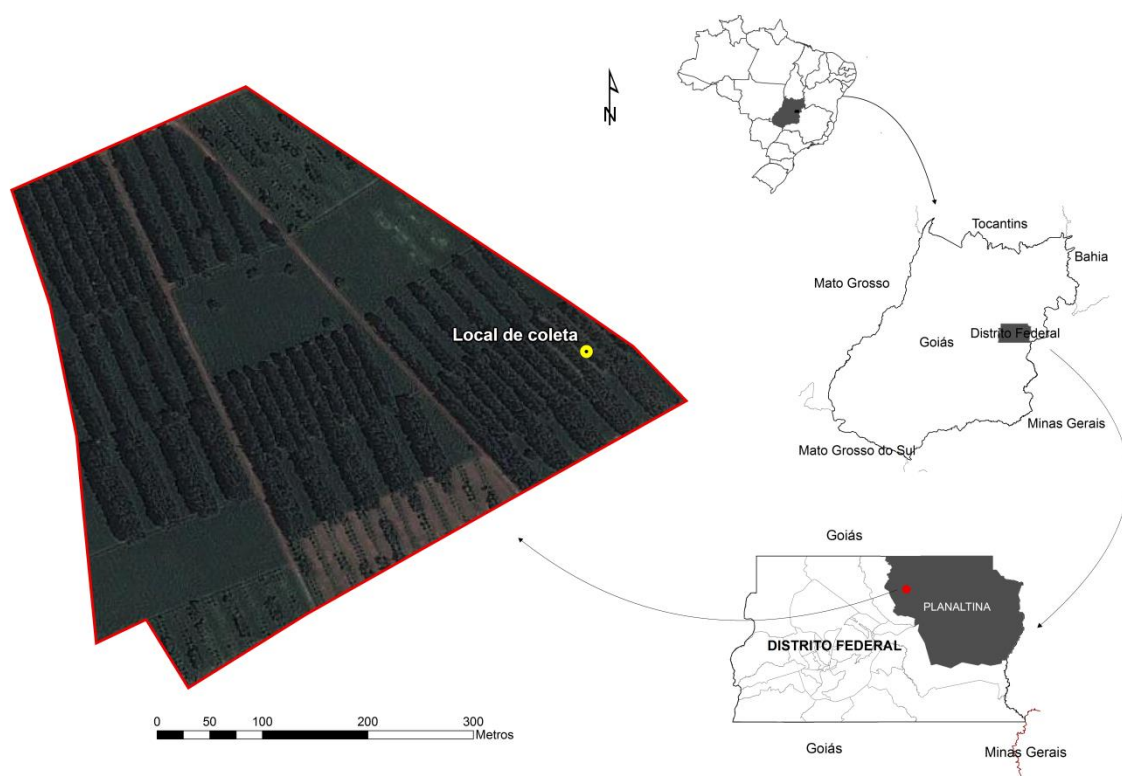 N
Local de coleta
0 50 100 200 300
Metros
Tocantins
Bahia
Mato Grosso
Distrito Federal
Goiás
Minas Gerais
Mato Grosso do Sul
Goiás
PLANALTINA
DISTRITO FEDERAL
Goiás
Minas Gerais